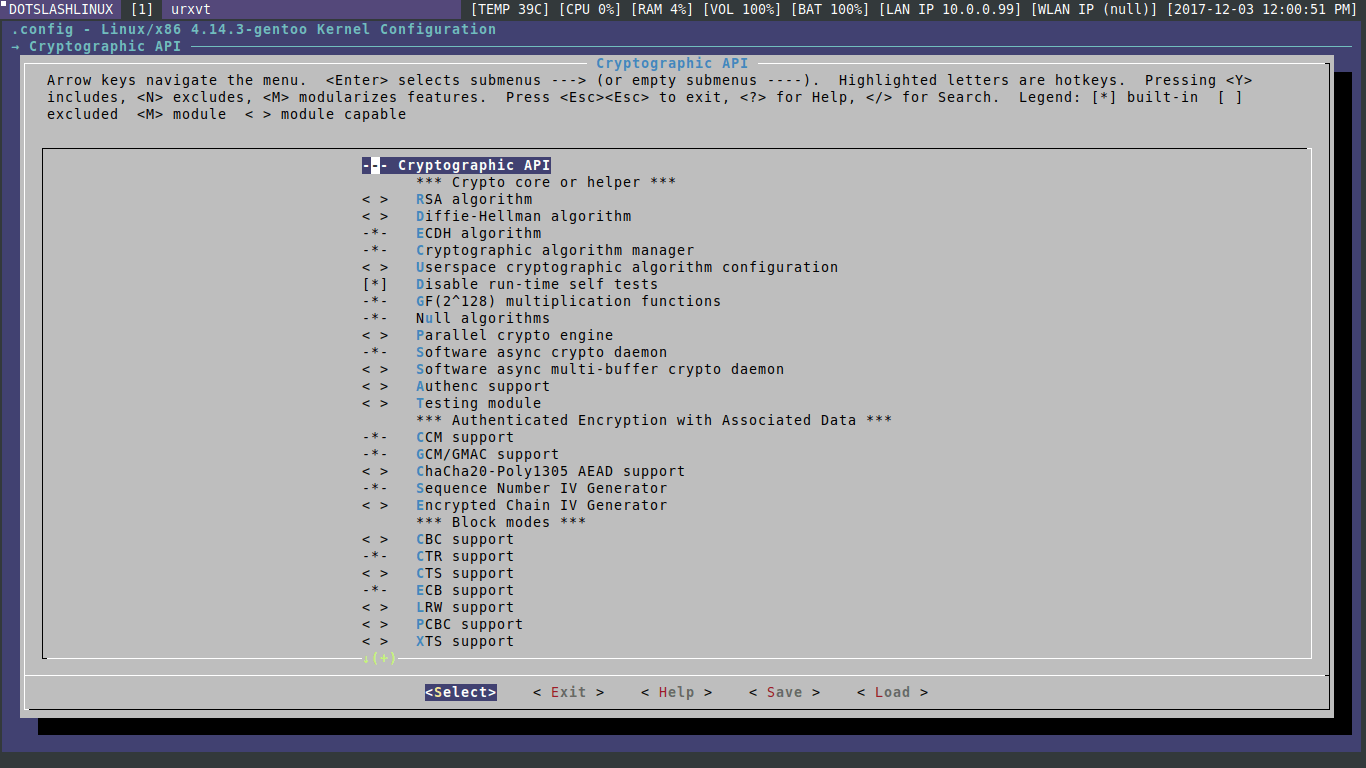 DOTSLASHLINUX [1] urxvt [TEMP 39C] [CPU 0%] [RAM 4%] [VOL 100%] [BAT 100%] [LAN IP 10.0.0.99] [WLAN IP (null)] [2017-12-03 12:00:51 PM]
.config - Linux/x86 4.14.3-gentoo Kernel Configuration
→ Cryptographic API
Cryptographic API
Arrow keys navigate the menu.  <Enter> selects submenus ---> (or empty submenus ----).  Highlighted letters are hotkeys.  Pressing <Y>
includes, <N> excludes, <M> modularizes features.  Press <Esc><Esc> to exit, <?> for Help, </> for Search.  Legend: [*] built-in  [ ]
excluded  <M> module  < > module capable
--- Cryptographic API
*** Crypto core or helper ***
< >   RSA algorithm
< >   Diffie-Hellman algorithm
-*-   ECDH algorithm
-*-   Cryptographic algorithm manager
< >   Userspace cryptographic algorithm configuration
[*]   Disable run-time self tests
-*-   GF(2^128) multiplication functions
-*-   Null algorithms
< >   Parallel crypto engine
-*-   Software async crypto daemon
< >   Software async multi-buffer crypto daemon
< >   Authenc support
< >   Testing module
*** Authenticated Encryption with Associated Data ***
-*-   CCM support
-*-   GCM/GMAC support
< >   ChaCha20-Poly1305 AEAD support
-*-   Sequence Number IV Generator
< >   Encrypted Chain IV Generator
*** Block modes ***
< >   CBC support
-*-   CTR support
< >   CTS support
-*-   ECB support
< >   LRW support
< >   PCBC support
< >   XTS support
↓(+)
<Select>    < Exit >    < Help >    < Save >    < Load >